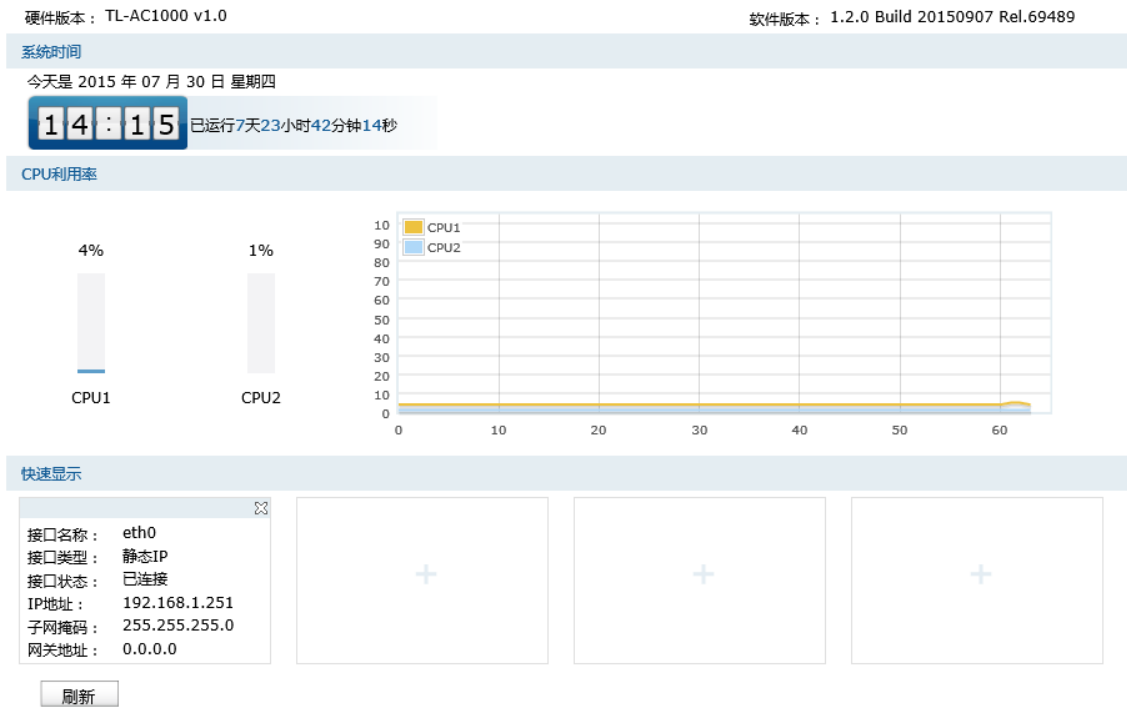 硬件版本： TL-AC1000 v1.0 软件版本： 1.2.0 Build 20150907 Rel.69489
系统时间
今天是 2015 年 07 月 30 日 星期四
14:15 已运行7天23小时42分钟14秒
CPU利用率
4% 1%
CPU1 CPU2
CPU1
CPU2
10
90
80
70
60
50
40
30
20
10
0
0 10 20 30 40 50 60
快速显示
接口名称： eth0
接口类型： 静态IP
接口状态： 已连接
IP地址： 192.168.1.251
子网掩码： 255.255.255.0
网关地址： 0.0.0.0
刷新